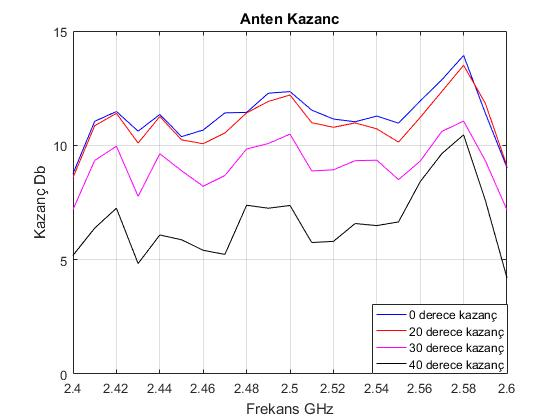 Anten Kazanc
15
10
5
0
Kazanç Db
2.4 2.42 2.44 2.46 2.48 2.5 2.52 2.54 2.56 2.58 2.6
Frekans GHz
0 derece kazanç
20 derece kazanç
30 derece kazanç
40 derece kazanç